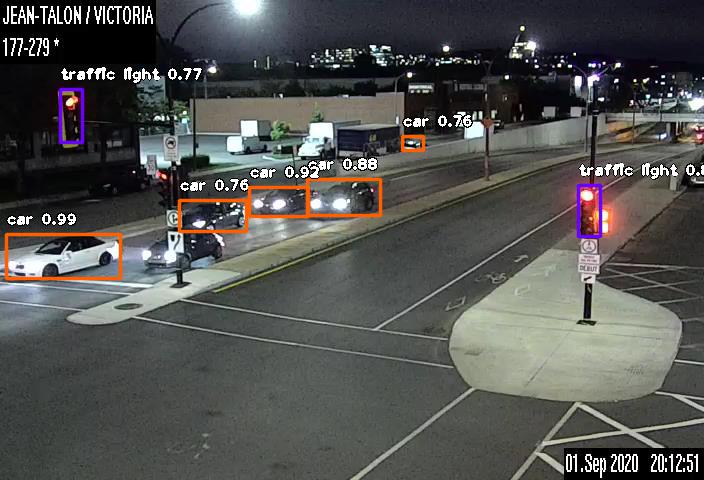 JEAN-TALON / VICTORIA
177-279 *
traffic light 0.77
car 0.76
car 0.92
car 0.88
car 0.76
traffic light 0.8
car 0.99
DÉBUT
01.Sep 2020 20:12:51